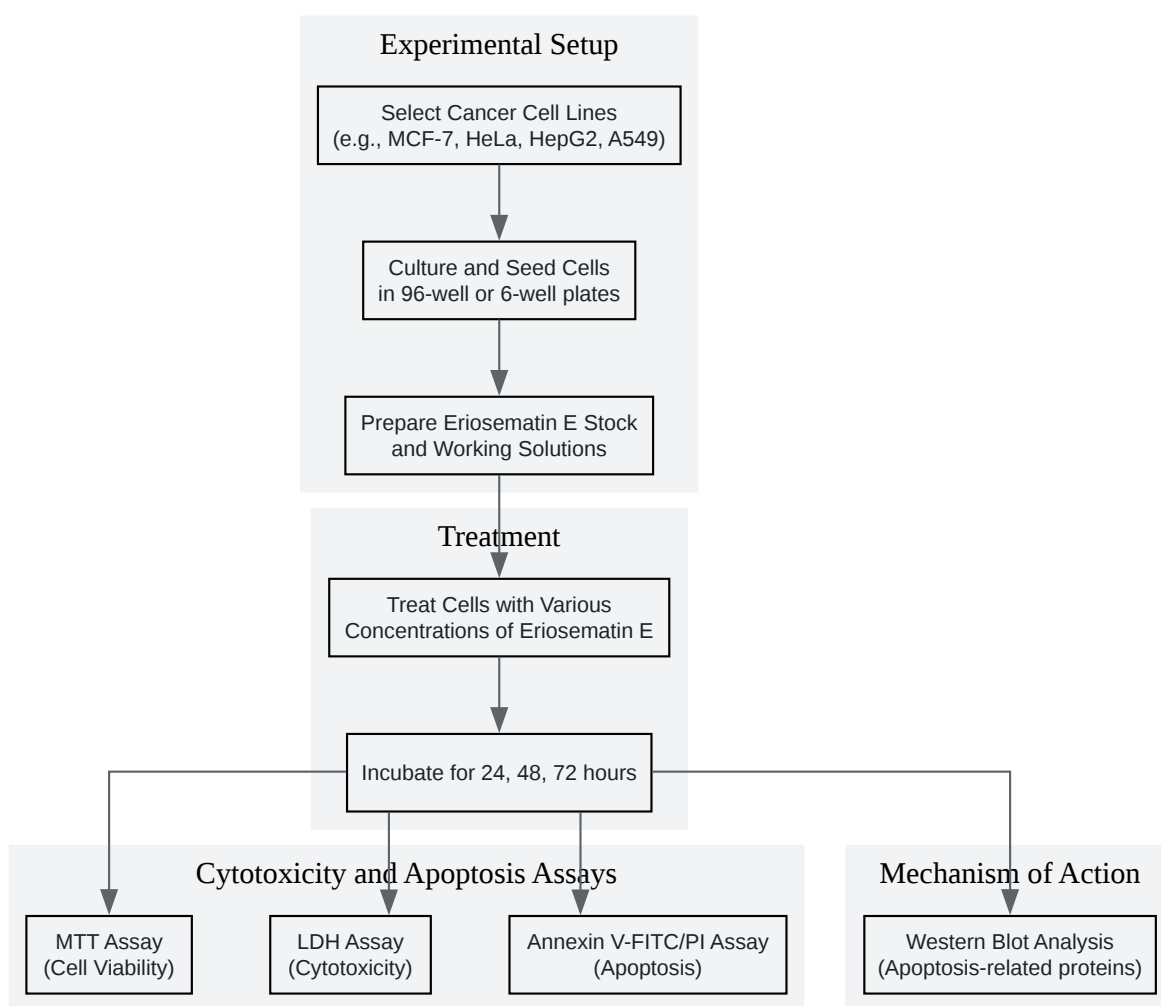 Experimental Setup
Select Cancer Cell Lines
(e.g., MCF-7, HeLa, HepG2, A549)
Culture and Seed Cells
in 96-well or 6-well plates
Prepare Eriosematin E Stock
and Working Solutions
Treatment
Treat Cells with Various
Concentrations of Eriosematin E
Incubate for 24, 48, 72 hours
Cytotoxicity and Apoptosis Assays
MTT Assay
(Cell Viability)
LDH Assay
(Cytotoxicity)
Annexin V-FITC/PI Assay
(Apoptosis)
Mechanism of Action
Western Blot Analysis
(Apoptosis-related proteins)